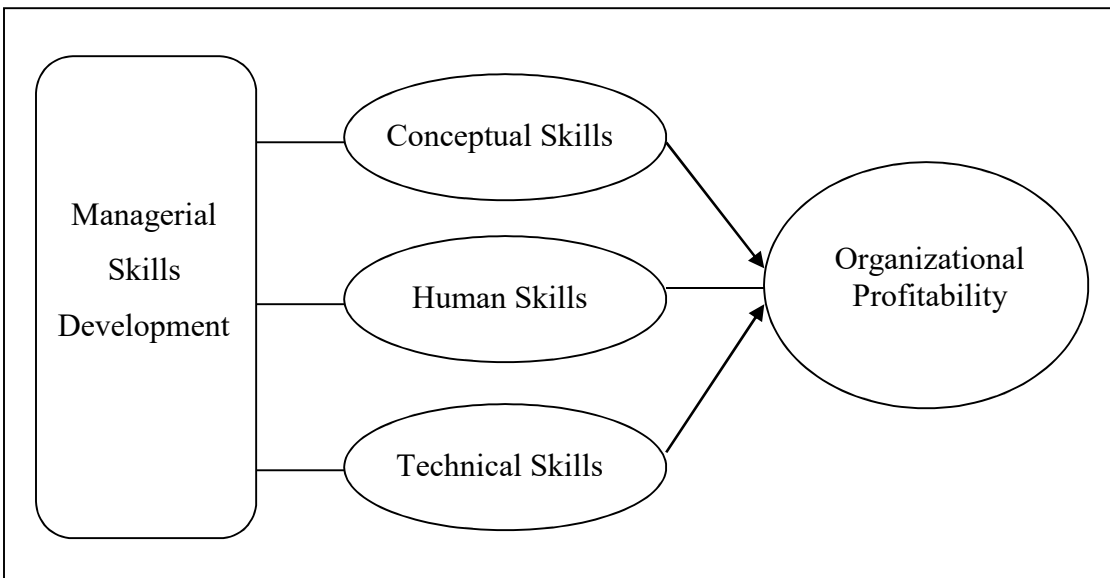 Managerial
Skills
Development
Conceptual Skills
Human Skills
Technical Skills
Organizational
Profitability